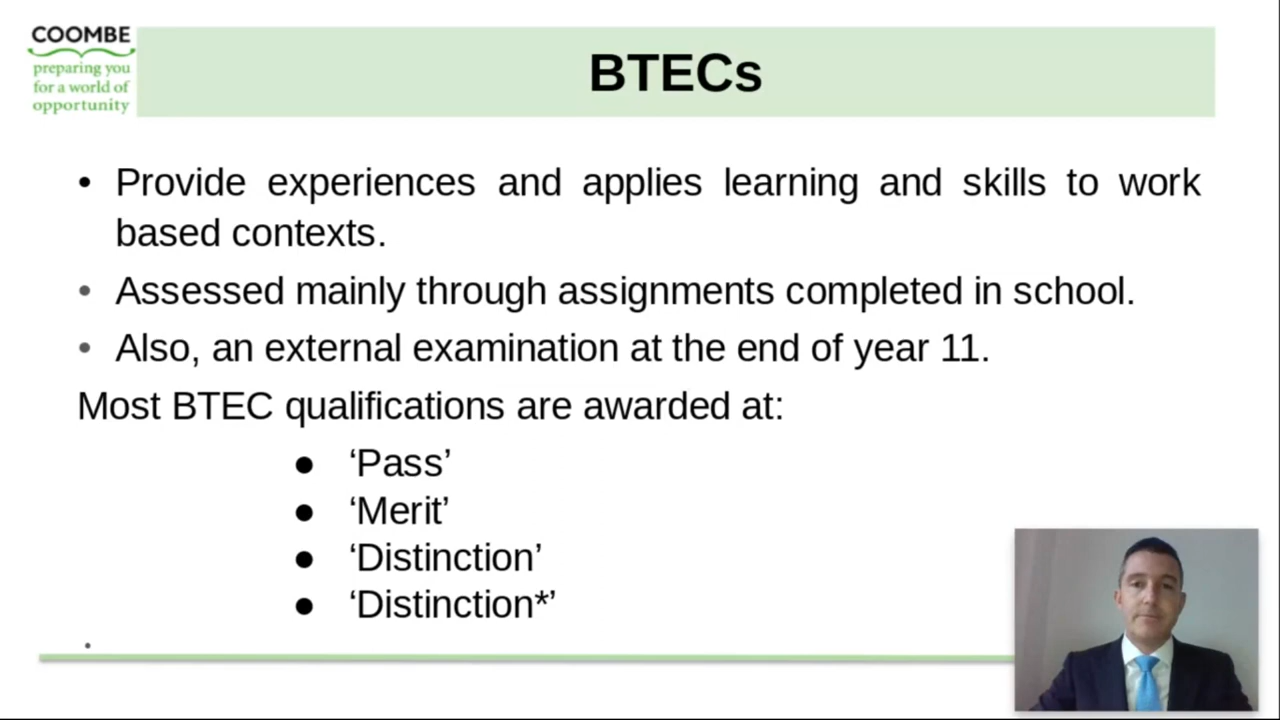 COOMBE
preparing you
for a world of
opportunity
BTECs
• Provide experiences and applies learning and skills to work
based contexts.
• Assessed mainly through assignments completed in school.
• Also, an external examination at the end of year 11.
Most BTEC qualifications are awarded at:
● ‘Pass’
● ‘Merit’
● ‘Distinction’
● ‘Distinction*’
•